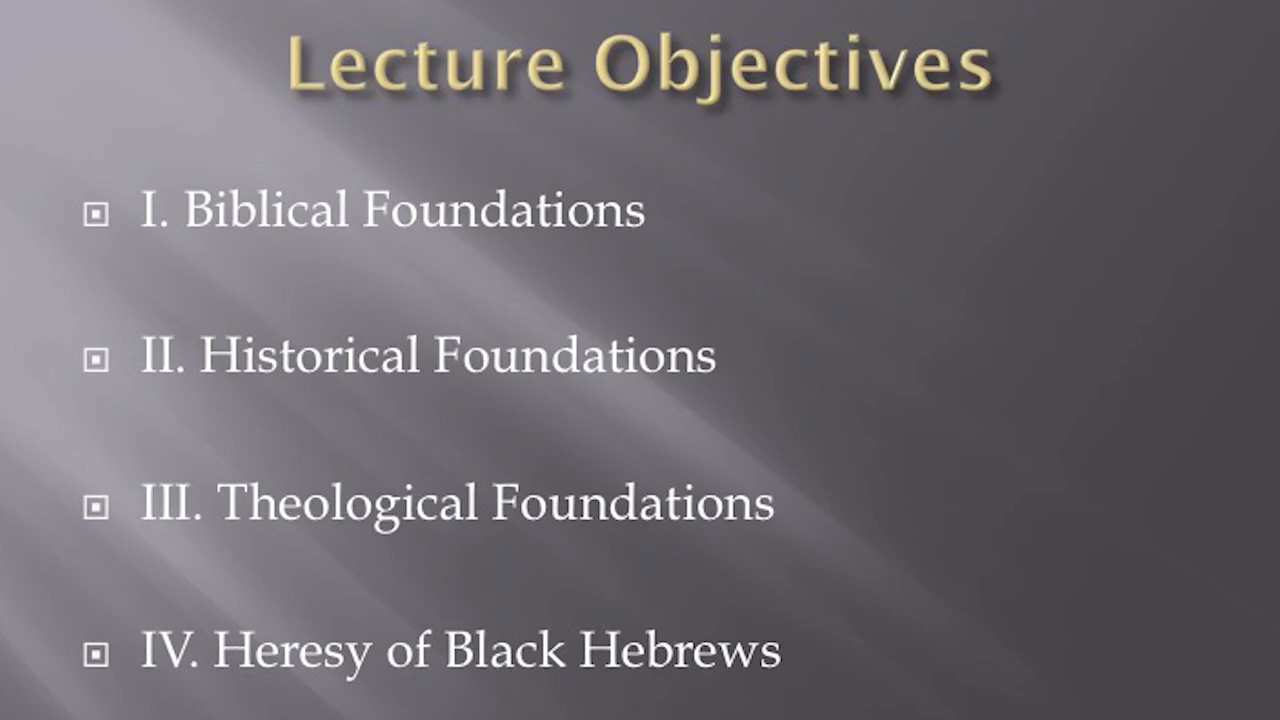 Lecture Objectives
I. Biblical Foundations
II. Historical Foundations
III. Theological Foundations
IV. Heresy of Black Hebrews